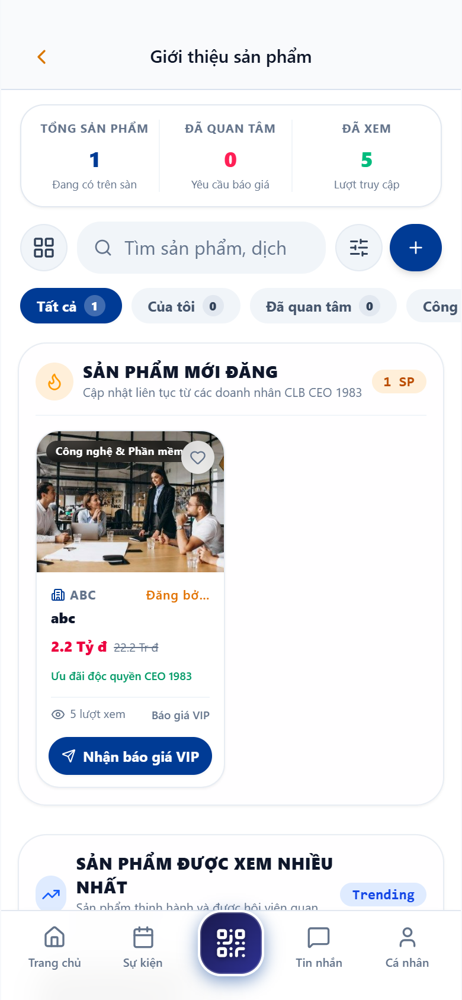 Giới thiệu sản phẩm
TỔNG SẢN PHẨM
1
Đang có trên sàn
ĐÃ QUAN TÂM
0
Yêu cầu báo giá
ĐÃ XEM
5
Lượt truy cập
Tìm sản phẩm, dịch
Tất cả 1
Của tôi 0
Đã quan tâm 0
Công
SẢN PHẨM MỚI ĐĂNG
Cập nhật liên tục từ các doanh nhân CLB CEO 1983
1 SP
Công nghệ & Phần mềm
ABC
Đăng bở...
abc
2.2 Tỷ đ 22.2 Tr đ
Ưu đãi độc quyền CEO 1983
5 lượt xem
Báo giá VIP
Nhận báo giá VIP
SẢN PHẨM ĐƯỢC XEM NHIỀU
NHẤT
Sản phẩm thịnh hành và được hội viên quan
Trending
Trang chủ
Sự kiện
Tin nhắn
Cá nhân